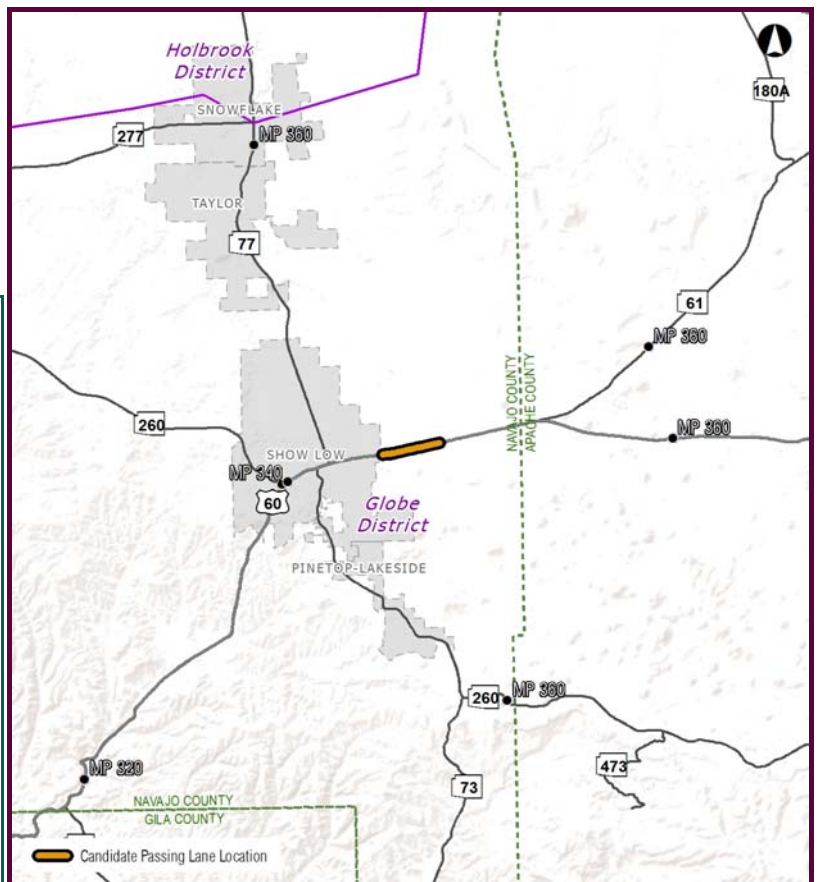 Holbrook
District
180A
SNOWFLAKE
277
MP 360
TAYLOR
77
61
MP 360
NAVAJO COUNTY
APACHE COUNTY
260
MP 360
SHOW LOW
MP 340
60
Globe
District
PINETOP-LAKESIDE
260
MP 360
473
MP 320
73
NAVAJO COUNTY
GILA COUNTY
Candidate Passing Lane Location